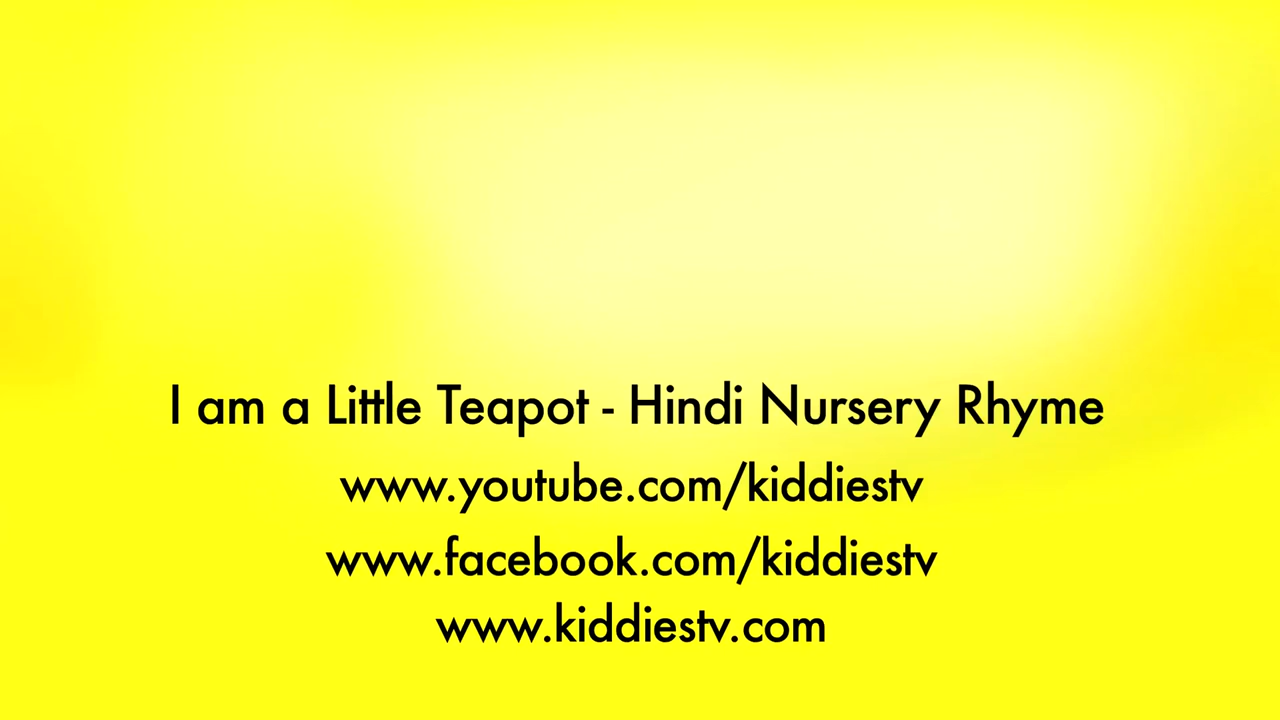 I am a Little Teapot - Hindi Nursery Rhyme
www.youtube.com/kiddiestv
www.facebook.com/kiddiestv
www.kiddiestv.com